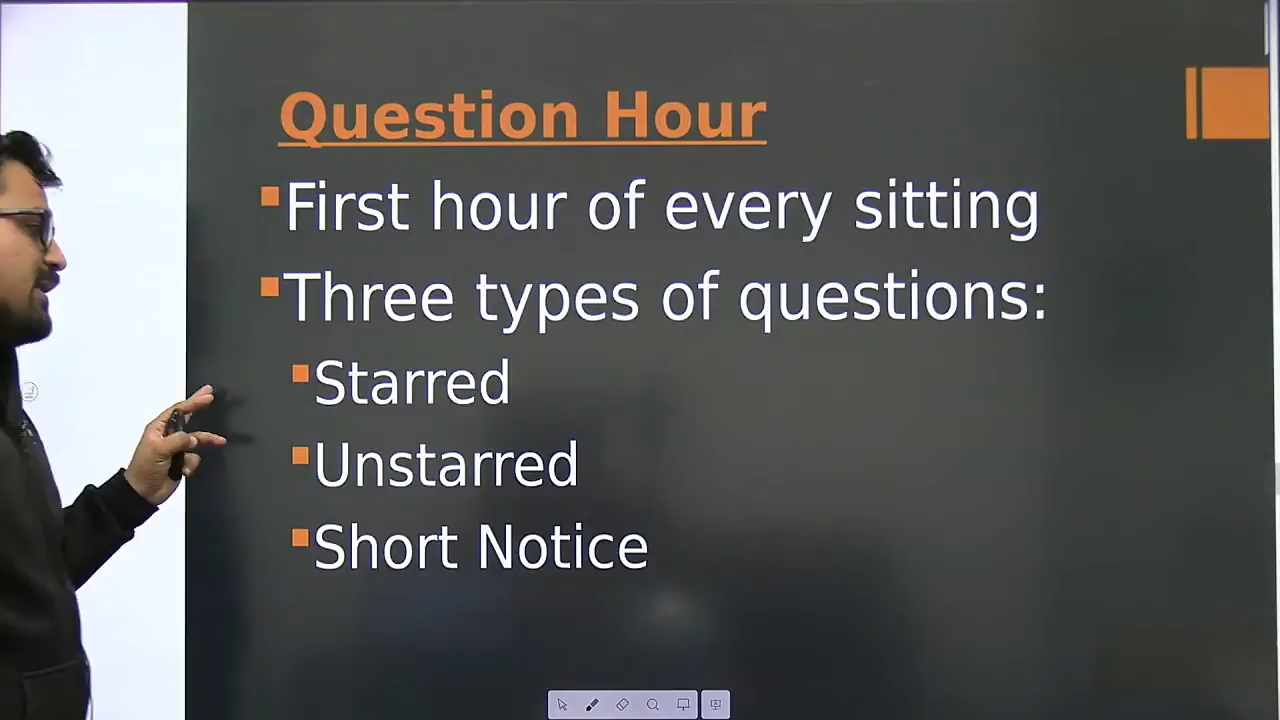 Question Hour
First hour of every sitting
Three types of questions:
Starred
Unstarred
Short Notice